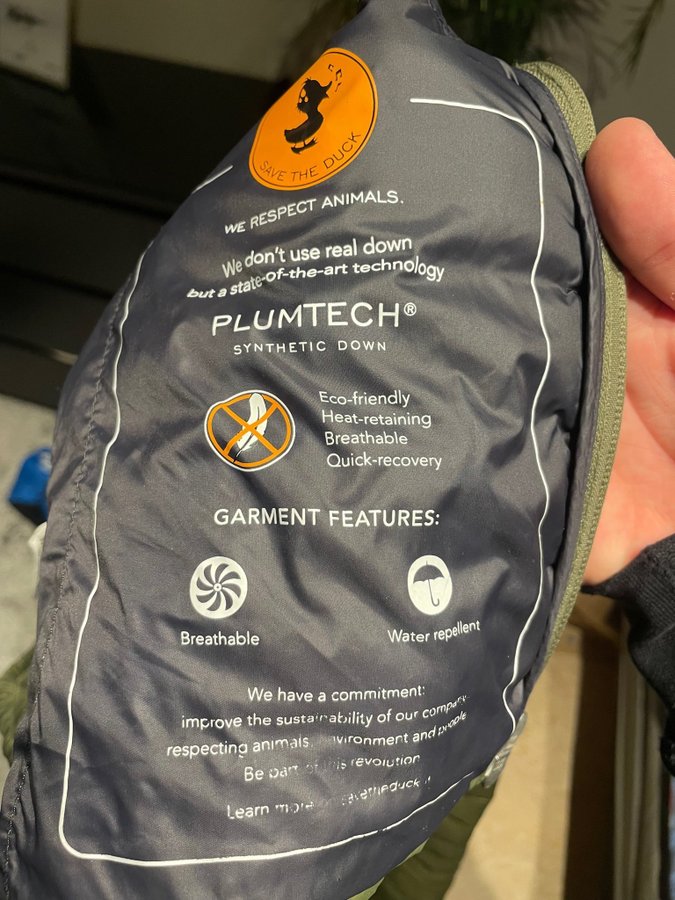 SAVE THE DUCK
WE RESPECT ANIMALS.
We don't use real down
but a state-of-the-art technology
PLUMTECH®
SYNTHETIC DOWN
Eco-friendly
Heat-retaining
Breathable
Quick-recovery
GARMENT FEATURES:
Breathable
Water repellent
We have a commitment:
improve the sustainability of our company
respecting animals, environment and people
Be part of this revolution
Learn more